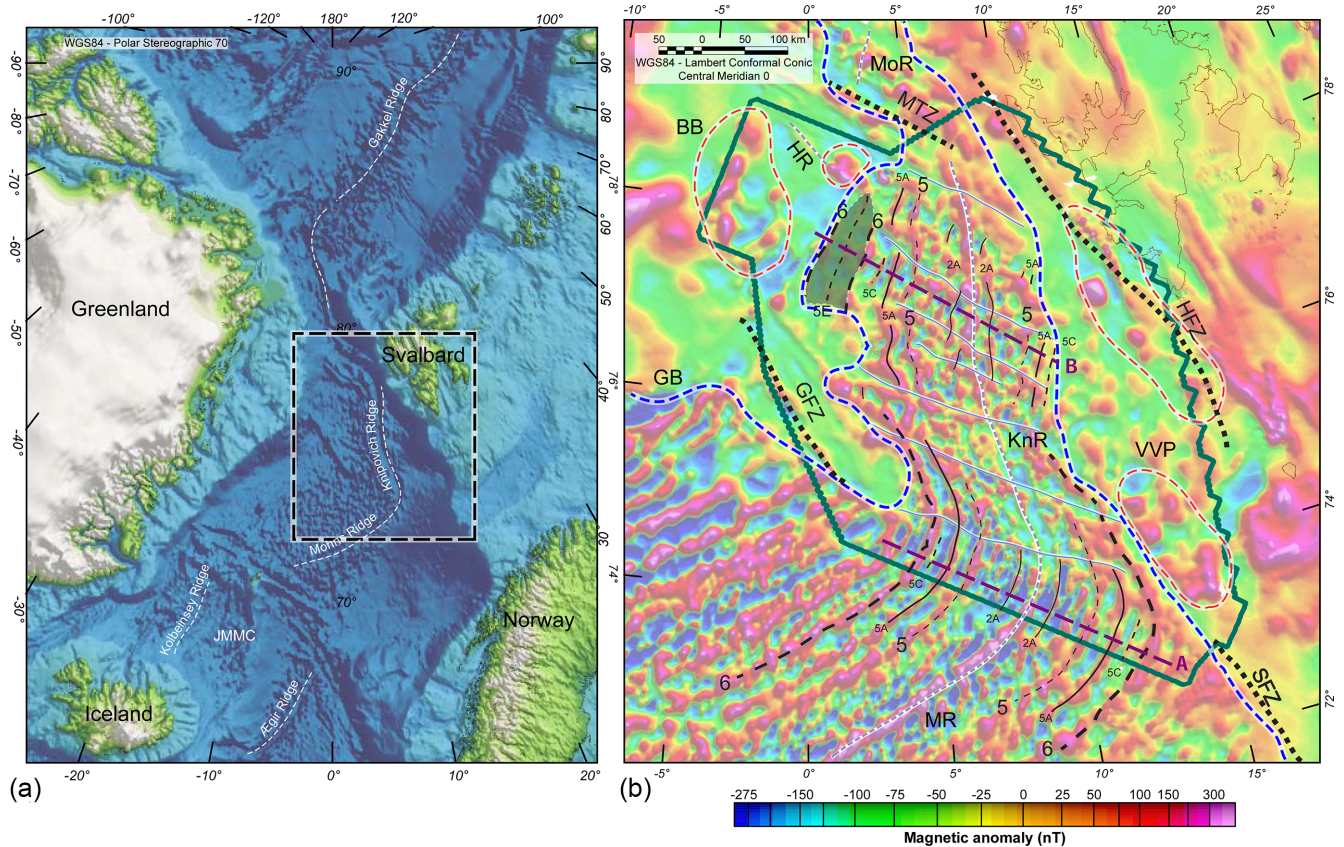 -100° -120° 180° 120° 100°
WGS84 - Polar Stereographic 70
90°
-90°
-80°
-70°
-60°
-50°
-40°
-30°
90°
80°
70°
60°
50°
40°
30°
Gakkel Ridge
Greenland
80°
Svalbard
Knipovich Ridge
Mohns Ridge
70°
Kolbeinsey Ridge
JMMC
Norway
Iceland
Ægir Ridge
-20° -10° 0° 10° 20°
(a)
-10° -5° 0° 5° 10° 15° 20° 25°
50 0 50 100 km
WGS84 - Lambert Conformal Conic
Central Meridian 0
MoR
MTZ
BB
HR
78°
78°
5A 5
6 6
2A 2A 5A
5C
5E
5A 5 5
5A 5C
B
76°
76°
HFZ
GB
GFZ
KnR
VVP
74°
74°
5C
5A
5
2A
2A
A
5C
6
5
5A
6
MR
SFZ
72°
-5° 0° 5° 10° 15°
(b)
-275 -150 -100 -75 -50 -25 0 25 50 100 150 300
Magnetic anomaly (nT)